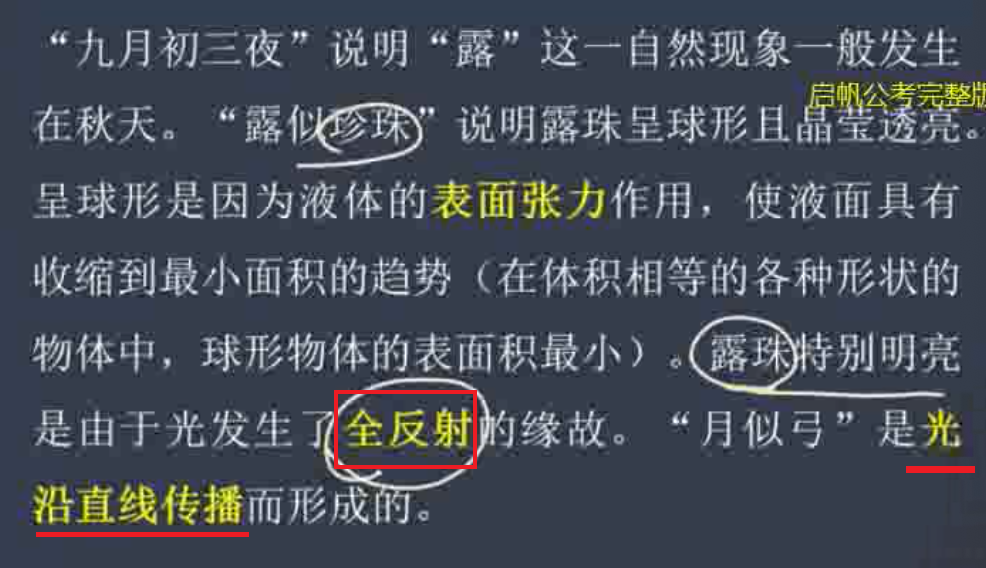 “九月初三夜”说明“露”这一自然现象一般发生
启帆公考完整版
在秋天。“露似珍珠”说明露珠呈球形且晶莹透亮。
呈球形是因为液体的表面张力作用，使液面具有
收缩到最小面积的趋势（在体积相等的各种形状的
物体中，球形物体的表面积最小）。露珠特别明亮
是由于光发生了全反射的缘故。“月似弓”是光
沿直线传播而形成的。